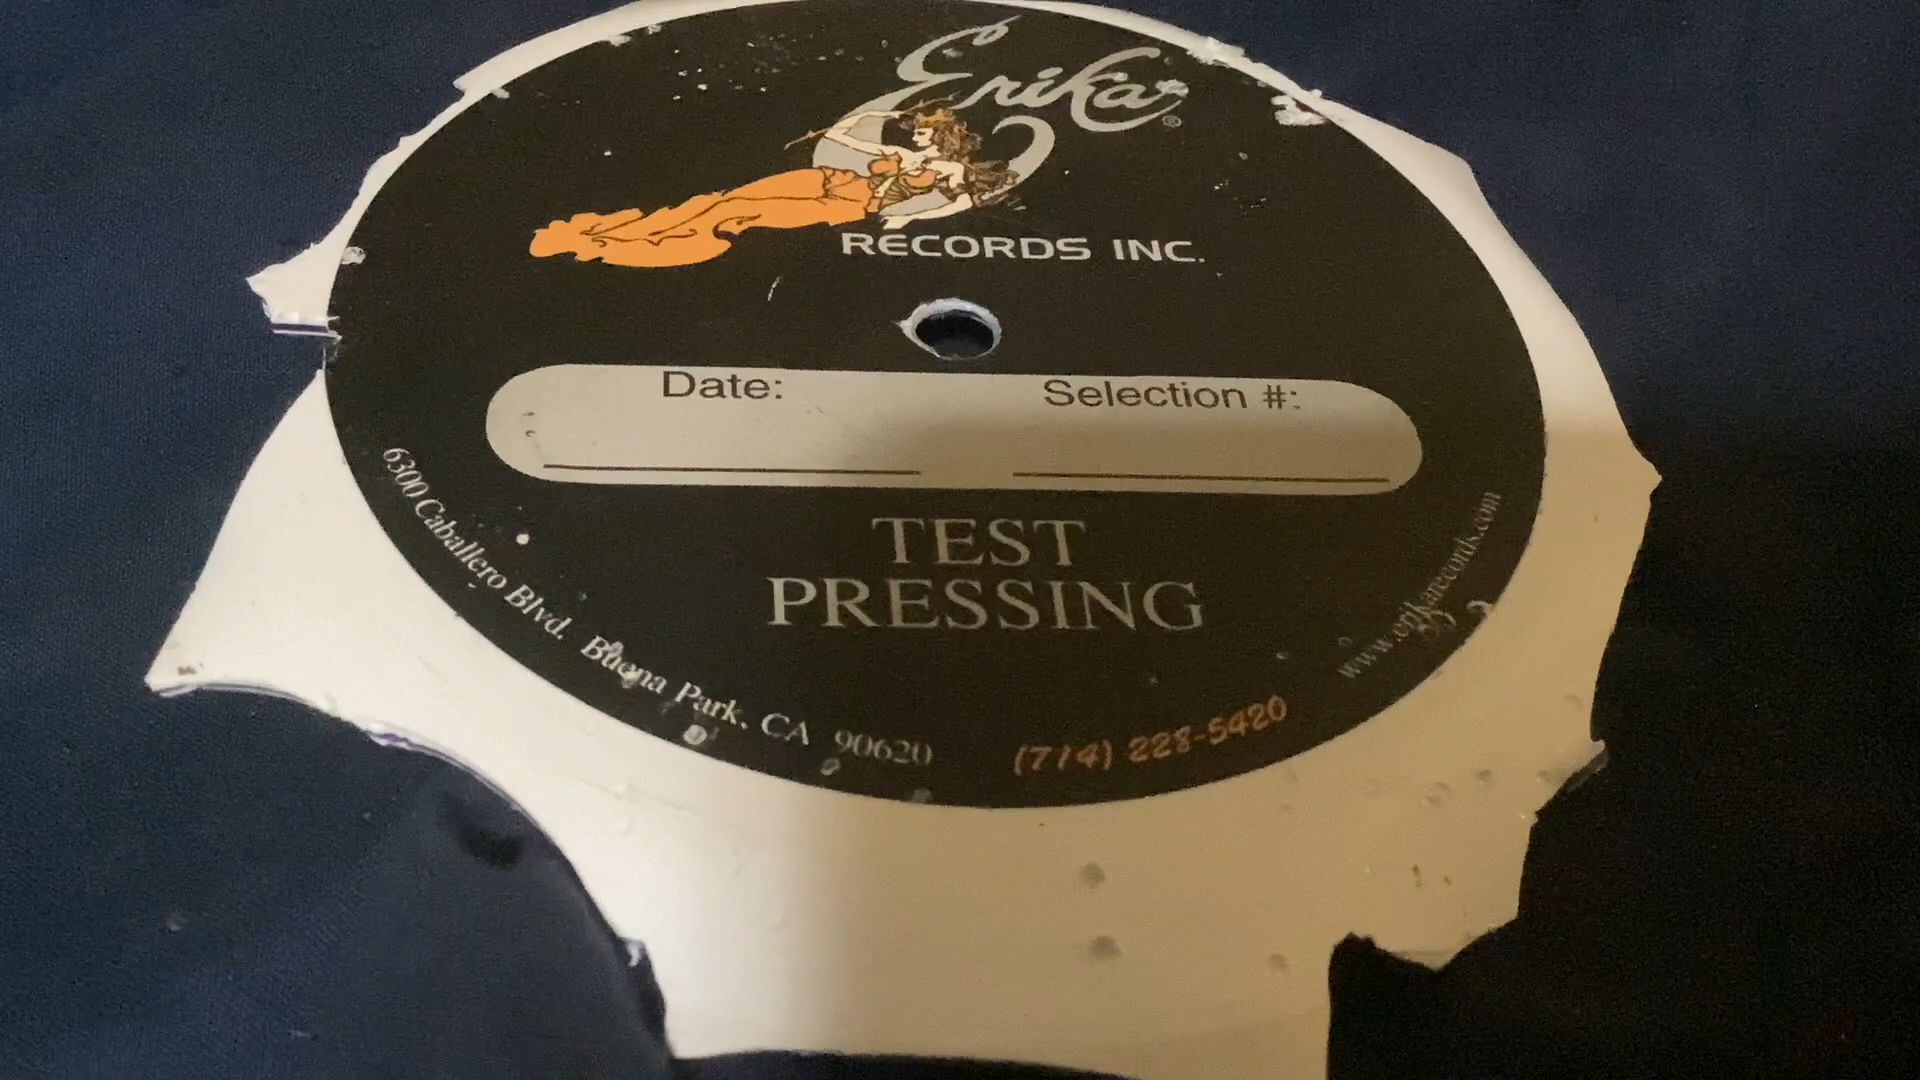 Erika®
RECORDS INC.
Date:
Selection #:
TEST
PRESSING
6300 Caballero Blvd. Buena Park, CA 90620
(714) 228-5420
www.erikarecords.com